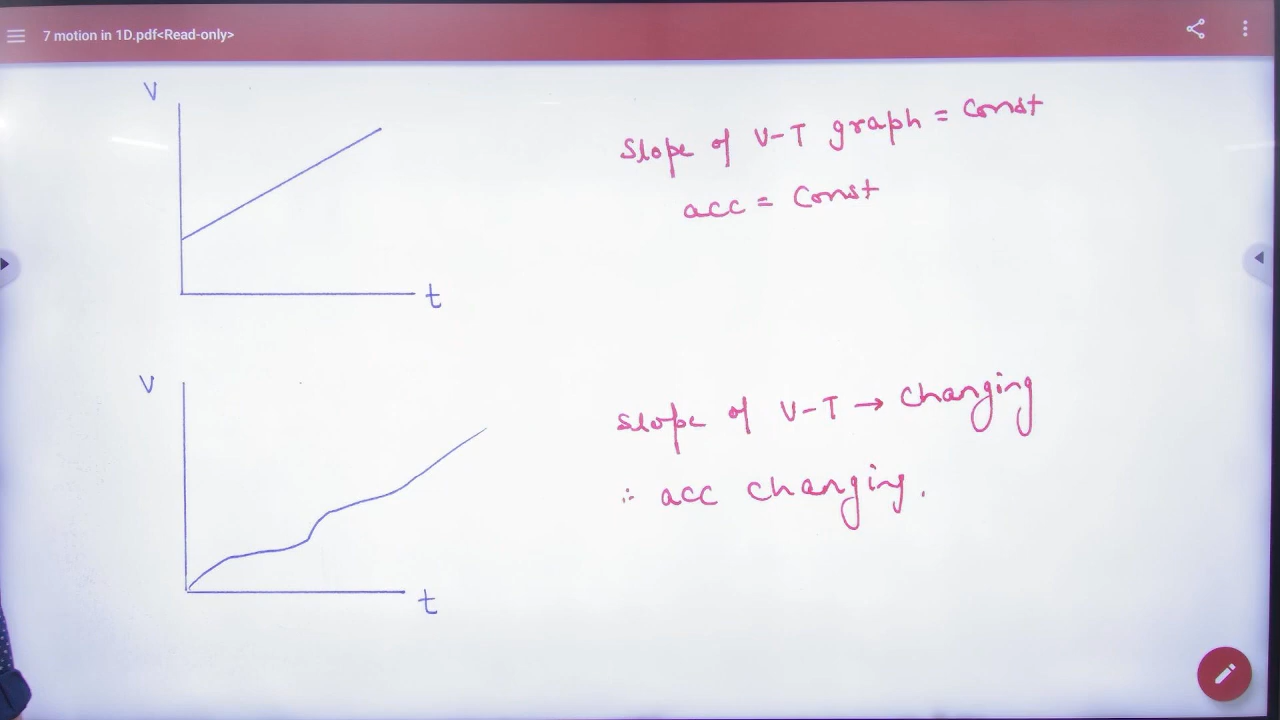 7 motion in 1D.pdf<Read-only>
V
Slope of V-T graph = Const
acc = Const
t
V
Slope of V-T → Changing
∴ acc changing.
t